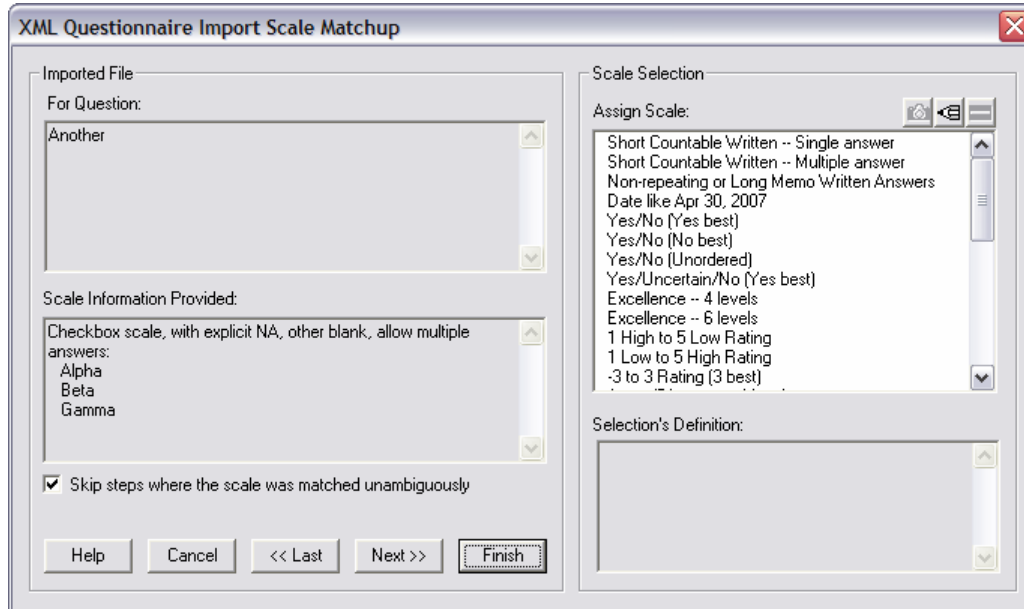 XML Questionnaire Import Scale Matchup
Imported File
For Question:
Another
Scale Information Provided:
Checkbox scale, with explicit NA, other blank, allow multiple
answers:
Alpha
Beta
Gamma
Skip steps where the scale was matched unambiguously
Help
Cancel
<< Last
Next >>
Finish
Scale Selection
Assign Scale:
Short Countable Written -- Single answer
Short Countable Written -- Multiple answer
Non-repeating or Long Memo Written Answers
Date like Apr 30, 2007
Yes/No (Yes best)
Yes/No (No best)
Yes/No (Unordered)
Yes/Uncertain/No (Yes best)
Excellence -- 4 levels
Excellence -- 6 levels
1 High to 5 Low Rating
1 Low to 5 High Rating
-3 to 3 Rating (3 best)
Selection's Definition: